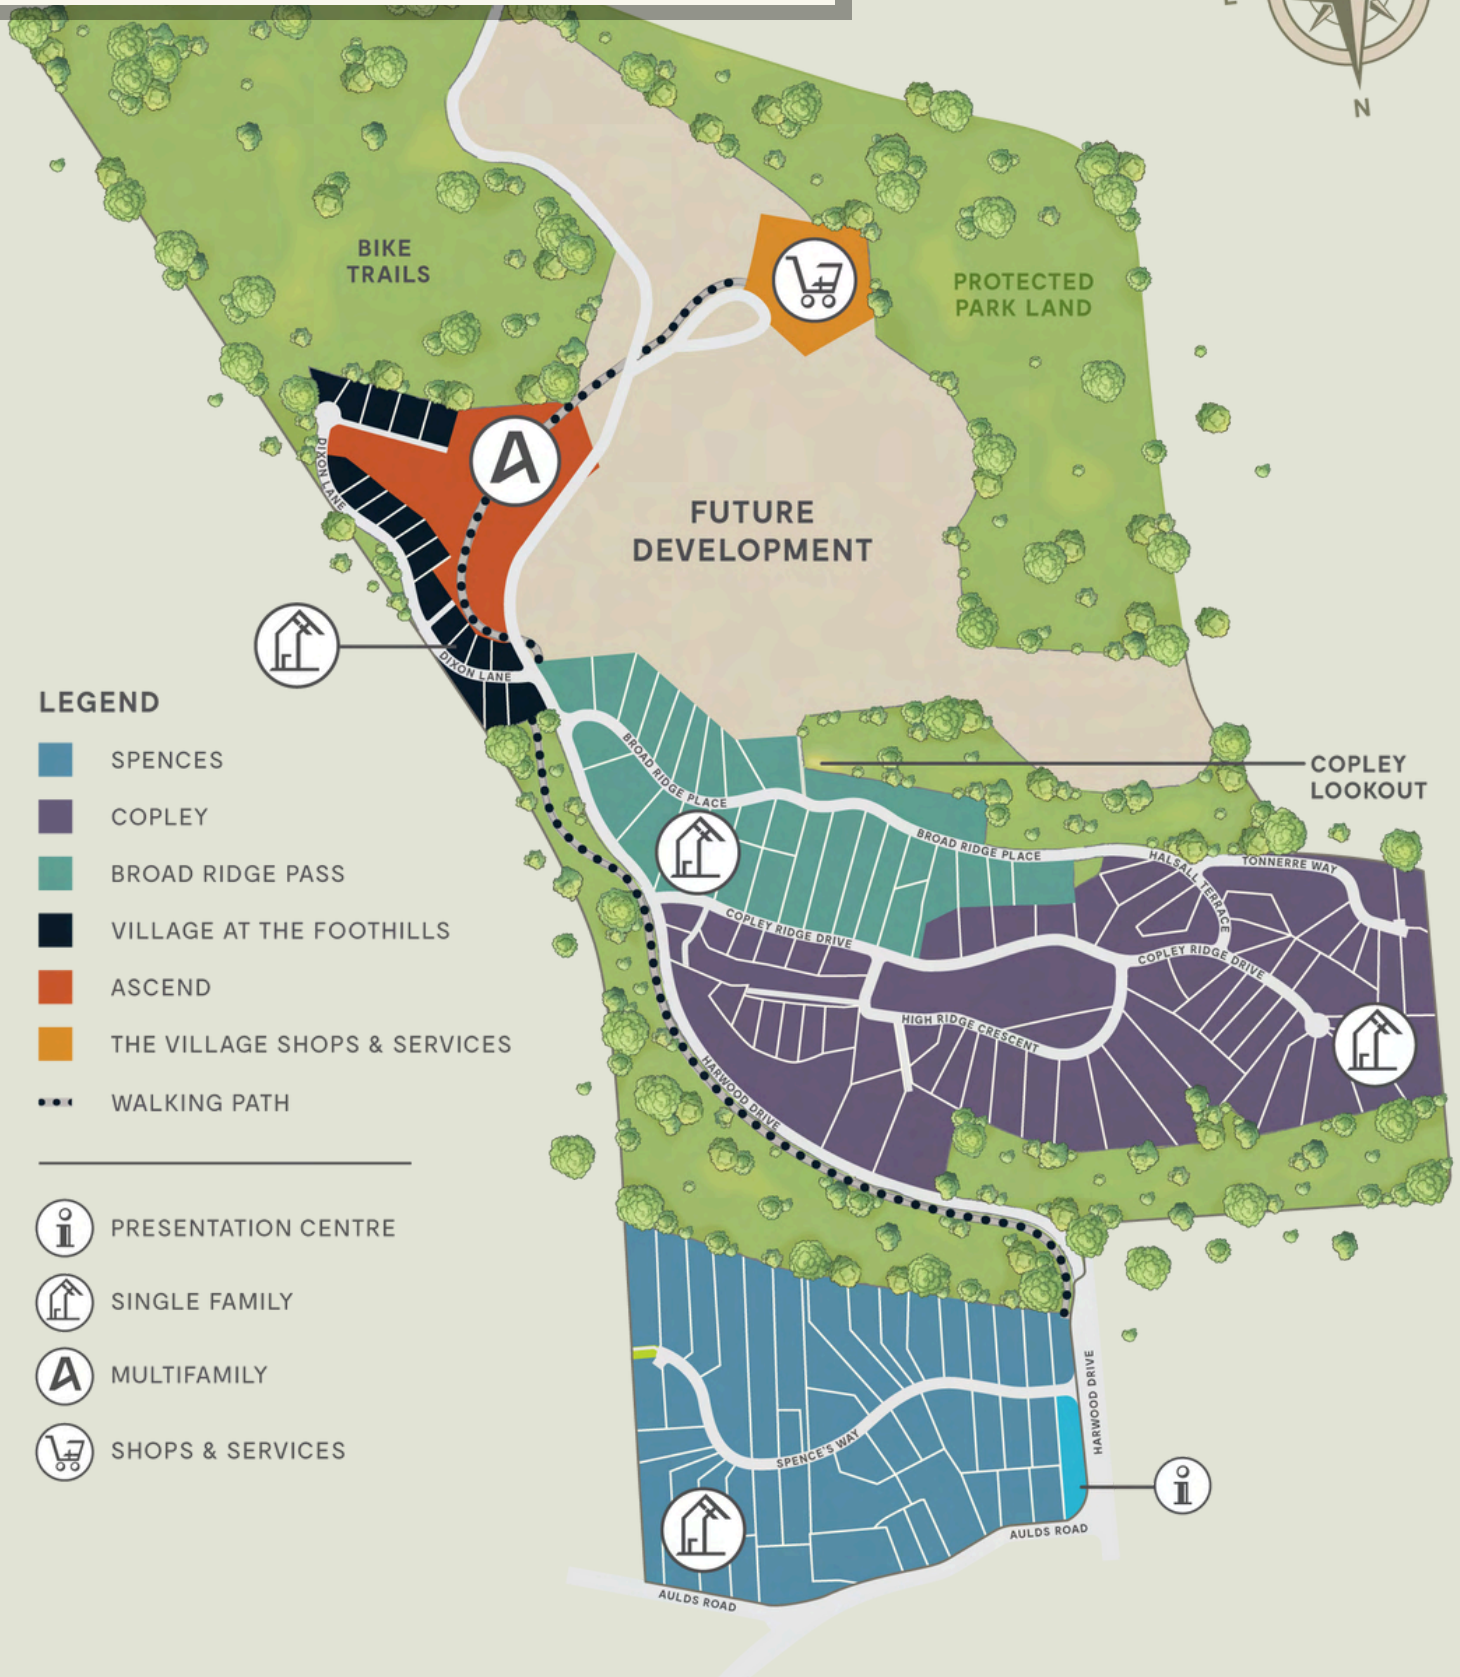 N
BIKE
TRAILS
PROTECTED
PARK LAND
DIXON LANE
FUTURE
DEVELOPMENT
DIXON LANE
LEGEND
SPENCES
COPLEY
BROAD RIDGE PASS
VILLAGE AT THE FOOTHILLS
ASCEND
THE VILLAGE SHOPS & SERVICES
WALKING PATH
PRESENTATION CENTRE
SINGLE FAMILY
MULTIFAMILY
SHOPS & SERVICES
COPLEY
LOOKOUT
BROAD RIDGE PLACE
BROAD RIDGE PLACE
HALSALL TERRACE
TONNERRE WAY
COPLEY RIDGE DRIVE
COPLEY RIDGE DRIVE
HIGH RIDGE CRESCENT
HARWOOD DRIVE
HARWOOD DRIVE
SPENCE'S WAY
AULDS ROAD
AULDS ROAD